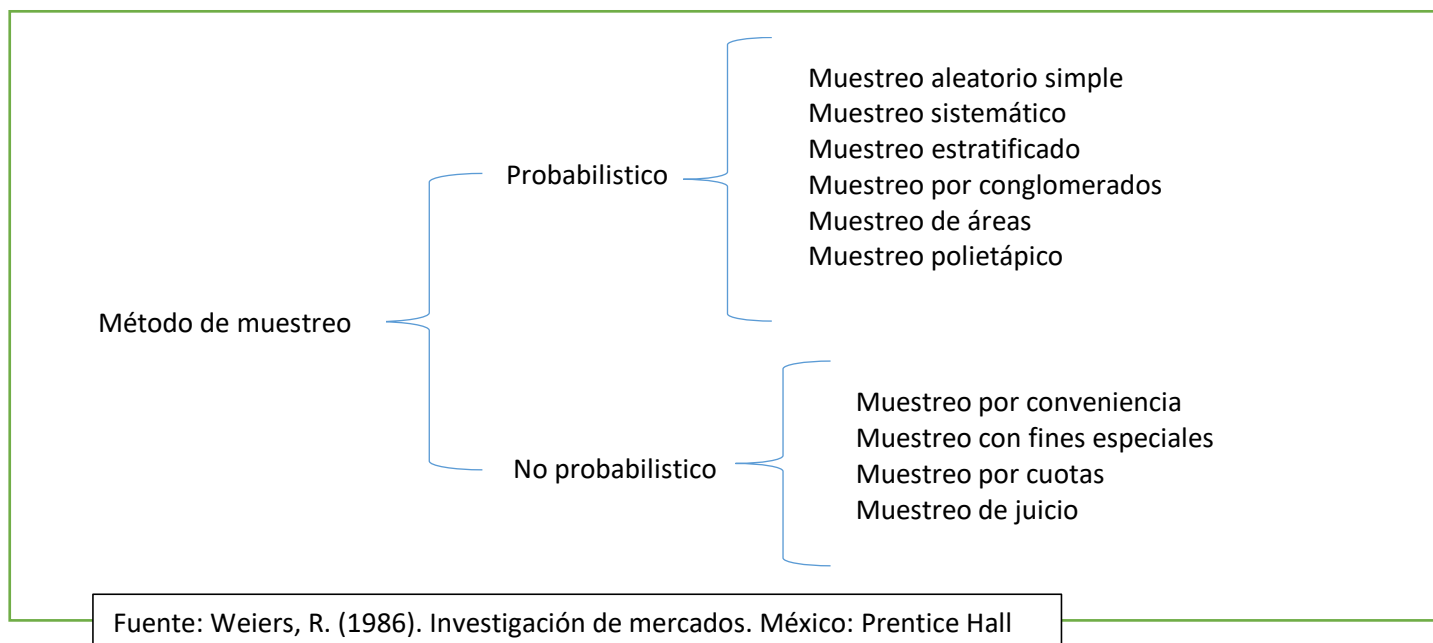 Método de muestreo
Probabilistico
Muestreo aleatorio simple
Muestreo sistemático
Muestreo estratificado
Muestreo por conglomerados
Muestreo de áreas
Muestreo polietápico
No probabilistico
Muestreo por conveniencia
Muestreo con fines especiales
Muestreo por cuotas
Muestreo de juicio
Fuente: Weiers, R. (1986). Investigación de mercados. México: Prentice Hall